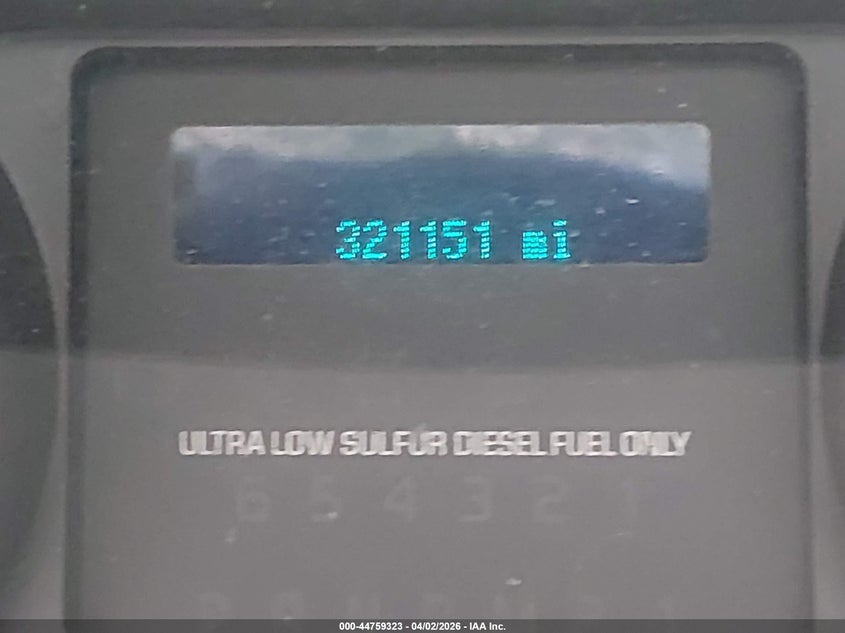 321151 mi
ULTRA LOW SULFUR DIESEL FUEL ONLY
6 5 4 3 2 1
000-44759323 - 04/02/2026 - IAA Inc.